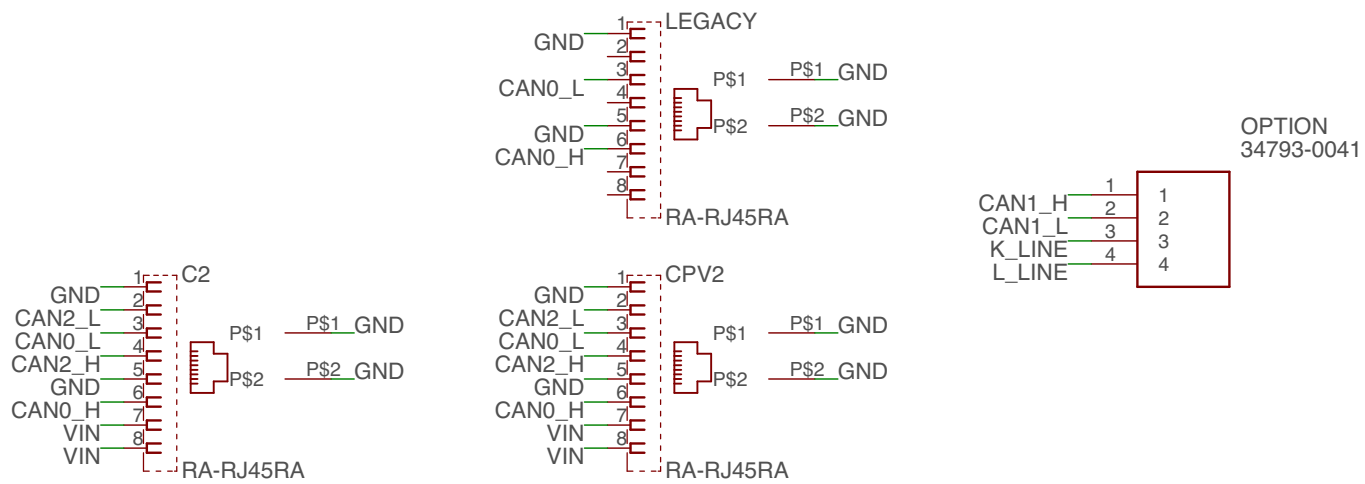 LEGACY
1
GND
2
3
CAN0_L
4
5
GND
6
CAN0_H
7
8
P$1
P$1
GND
P$2
P$2
GND
RA-RJ45RA
OPTION
34793-0041
1
1
CAN1_H
2
2
CAN1_L
3
3
K_LINE
4
4
L_LINE
C2
1
GND
2
CAN2_L
3
CAN0_L
4
CAN2_H
5
GND
6
CAN0_H
7
VIN
8
VIN
P$1
P$1
GND
P$2
P$2
GND
RA-RJ45RA
CPV2
1
GND
2
CAN2_L
3
CAN0_L
4
CAN2_H
5
GND
6
CAN0_H
7
VIN
8
VIN
P$1
P$1
GND
P$2
P$2
GND
RA-RJ45RA